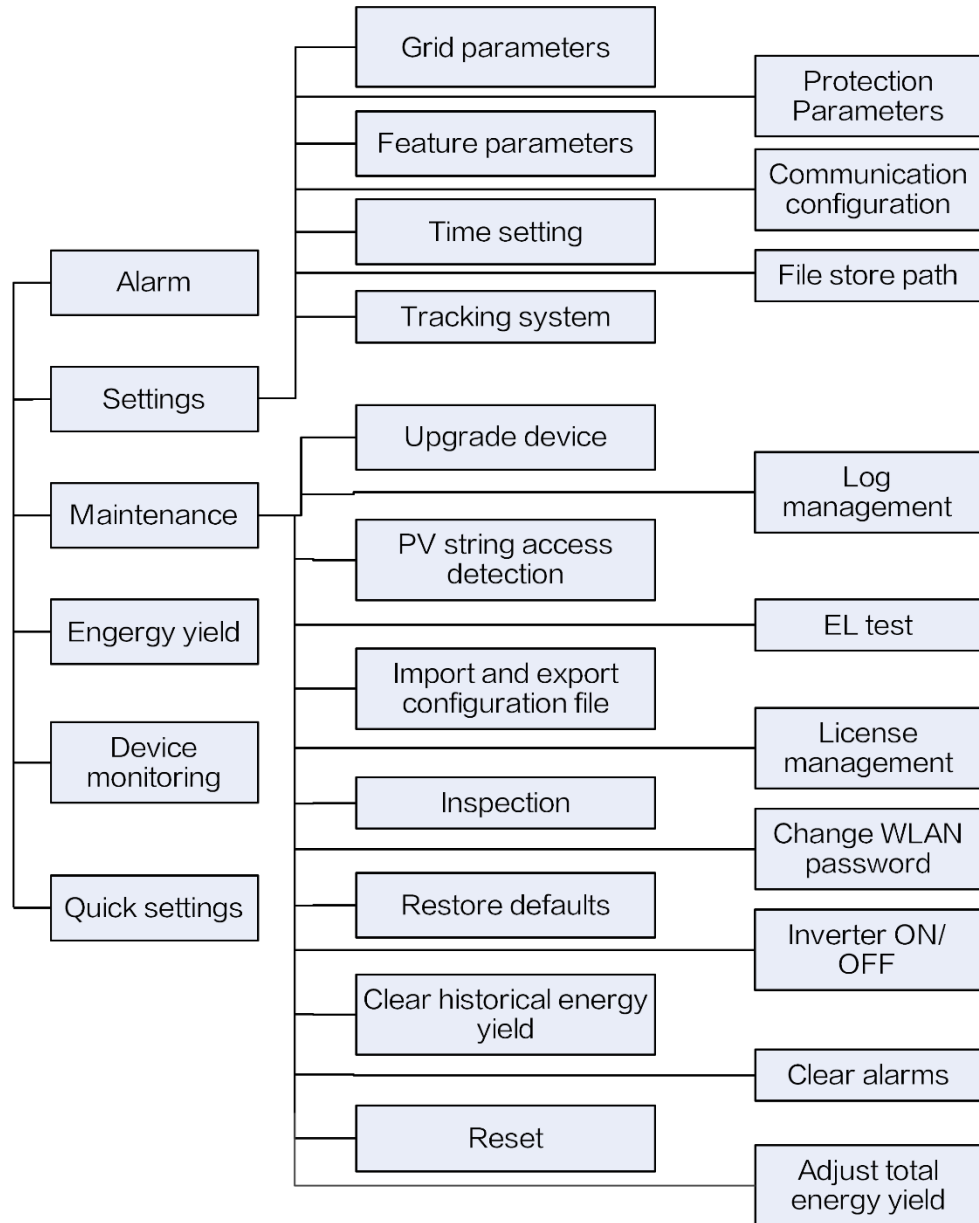 Grid parameters
Protection
Parameters
Feature parameters
Communication
configuration
Time setting
File store path
Alarm
Tracking system
Settings
Upgrade device
Log
management
Maintenance
PV string access
detection
EL test
Engergy yield
Import and export
configuration file
License
management
Device
monitoring
Inspection
Change WLAN
password
Quick settings
Restore defaults
Inverter ON/
OFF
Clear historical energy
yield
Clear alarms
Reset
Adjust total
energy yield